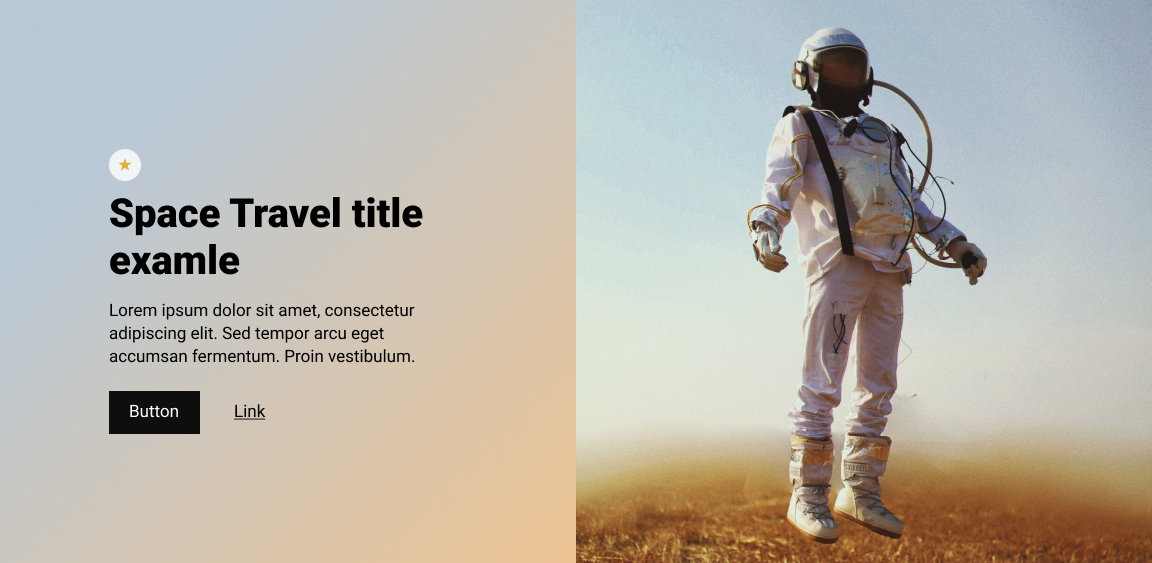 Space Travel title
examle
Lorem ipsum dolor sit amet, consectetur
adipiscing elit. Sed tempor arcu eget
accumsan fermentum. Proin vestibulum.
Button Link